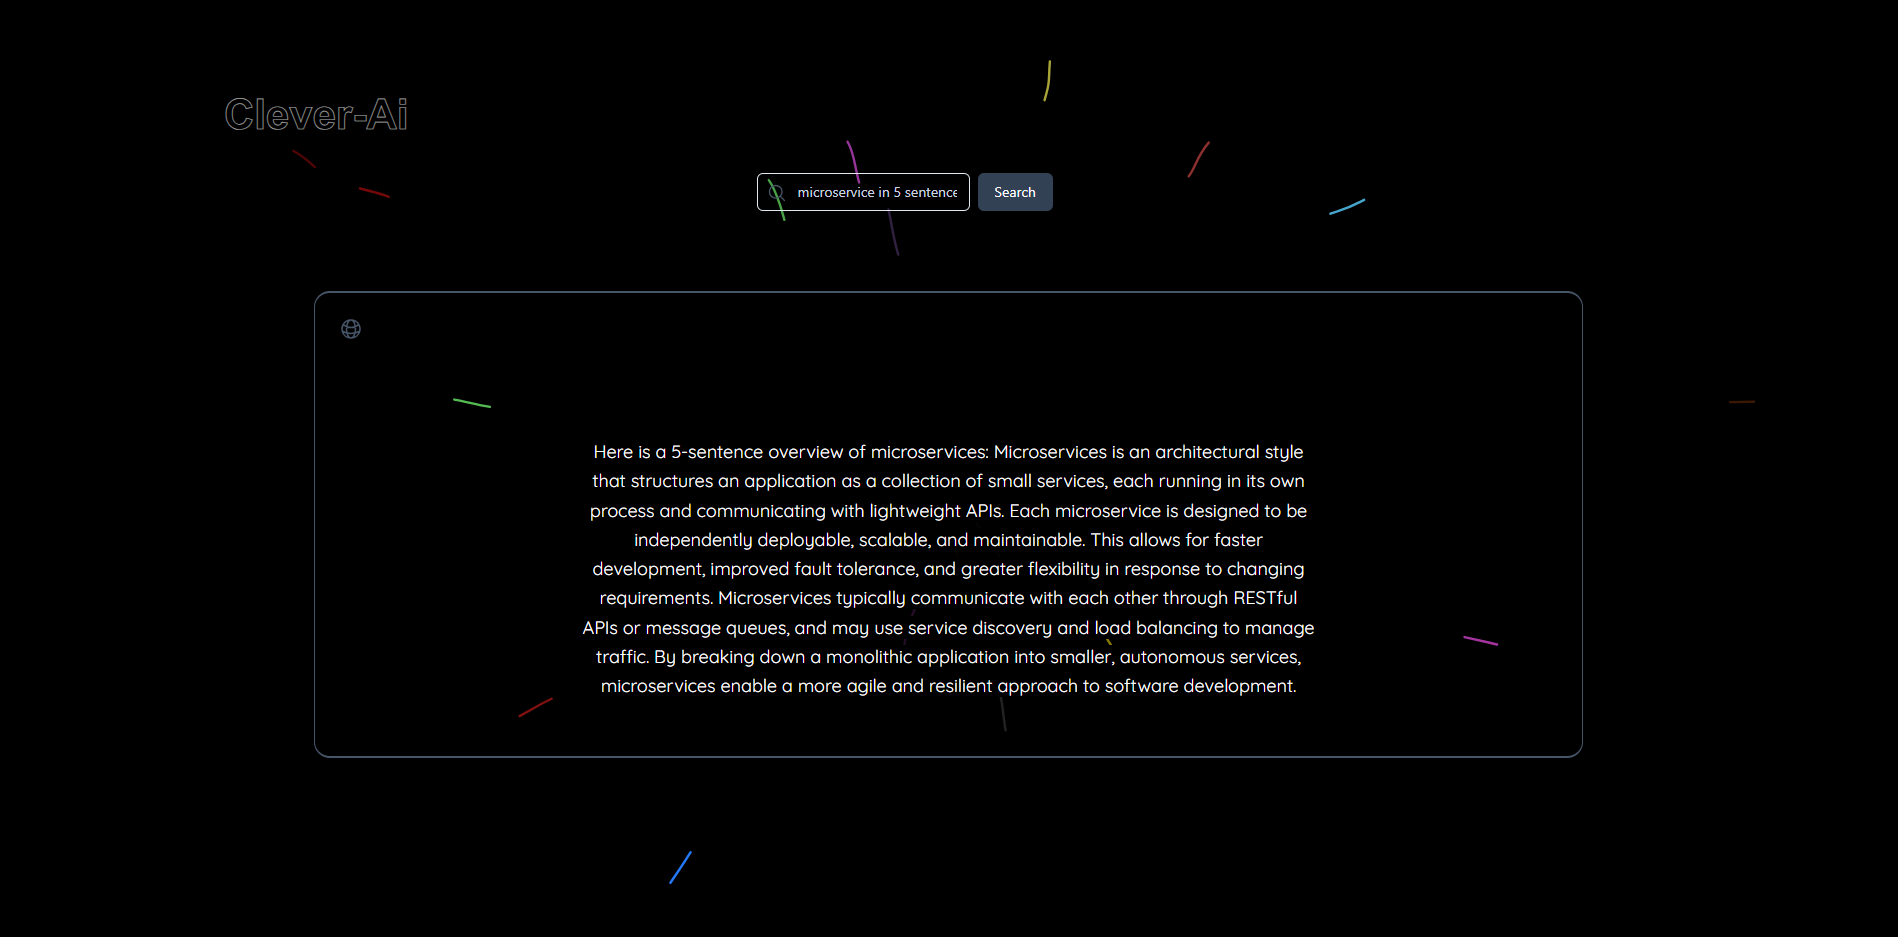 Clever-Ai
microservice in 5 sentence
Search
Here is a 5-sentence overview of microservices: Microservices is an architectural style
that structures an application as a collection of small services, each running in its own
process and communicating with lightweight APIs. Each microservice is designed to be
independently deployable, scalable, and maintainable. This allows for faster
development, improved fault tolerance, and greater flexibility in response to changing
requirements. Microservices typically communicate with each other through RESTful
APIs or message queues, and may use service discovery and load balancing to manage
traffic. By breaking down a monolithic application into smaller, autonomous services,
microservices enable a more agile and resilient approach to software development.